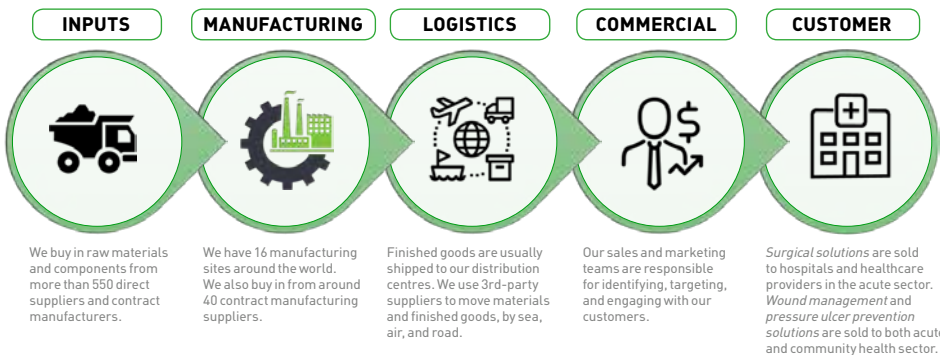 INPUTS
We buy in raw materials
and components from
more than 550 direct
suppliers and contract
manufacturers.
MANUFACTURING
We have 16 manufacturing
sites around the world.
We also buy in from around
40 contract manufacturing
suppliers.
LOGISTICS
Finished goods are usually
shipped to our distribution
centres. We use 3rd-party
suppliers to move materials
and finished goods, by sea,
air, and road.
COMMERCIAL
Our sales and marketing
teams are responsible
for identifying, targeting,
and engaging with our
customers.
CUSTOMER
Surgical solutions are sold
to hospitals and healthcare
providers in the acute sector.
Wound management and
pressure ulcer prevention
solutions are sold to both acute
and community health sector.